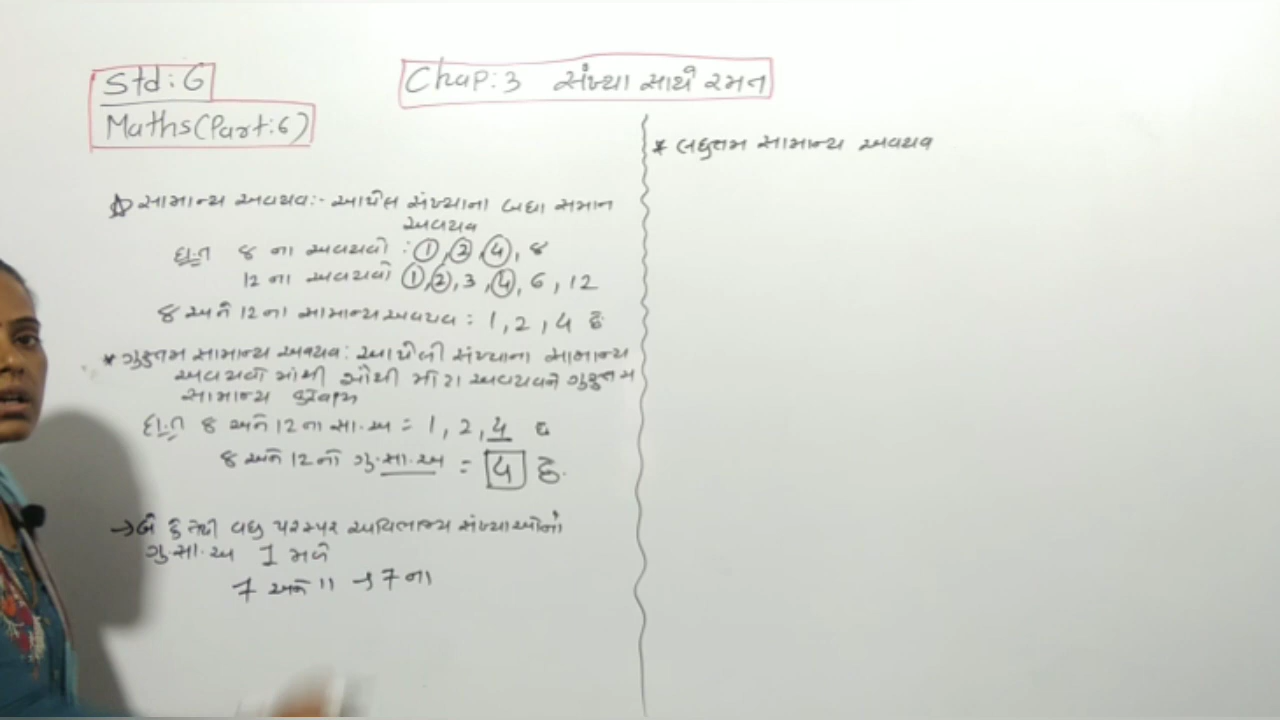 Std: 6
Maths (Part: 6)
Chap: 3 સંખ્યા સાથે રમત
સામાન્ય અવયવ:- આપેલ સંખ્યાના બધા સમાન
અવયવ
દા.ત 8 ના અવયવો : 1, 2, 4, 8
12 ના અવયવો 1, 2, 3, 4, 6, 12
8 અને 12 ના સામાન્ય અવયવ : 1, 2, 4 છે
* ગુરુત્તમ સામાન્ય અવયવ: આપેલી સંખ્યાના સામાન્ય
અવયવો માંથી સૌથી મોટા અવયવને ગુરુત્તમ
સામાન્ય
દા.ત 8 અને 12 ના સા.અ = 1, 2, 4 છે
8 અને 12 નો ગુ.સા.અ = 4 છે.
→ બે કે તેથી વધુ પરસ્પર અવિભાજ્ય સંખ્યાઓનો
ગુ.સા.અ 1 મળે
7 અને 11 → 7 ના
* લઘુત્તમ સામાન્ય અવયવ